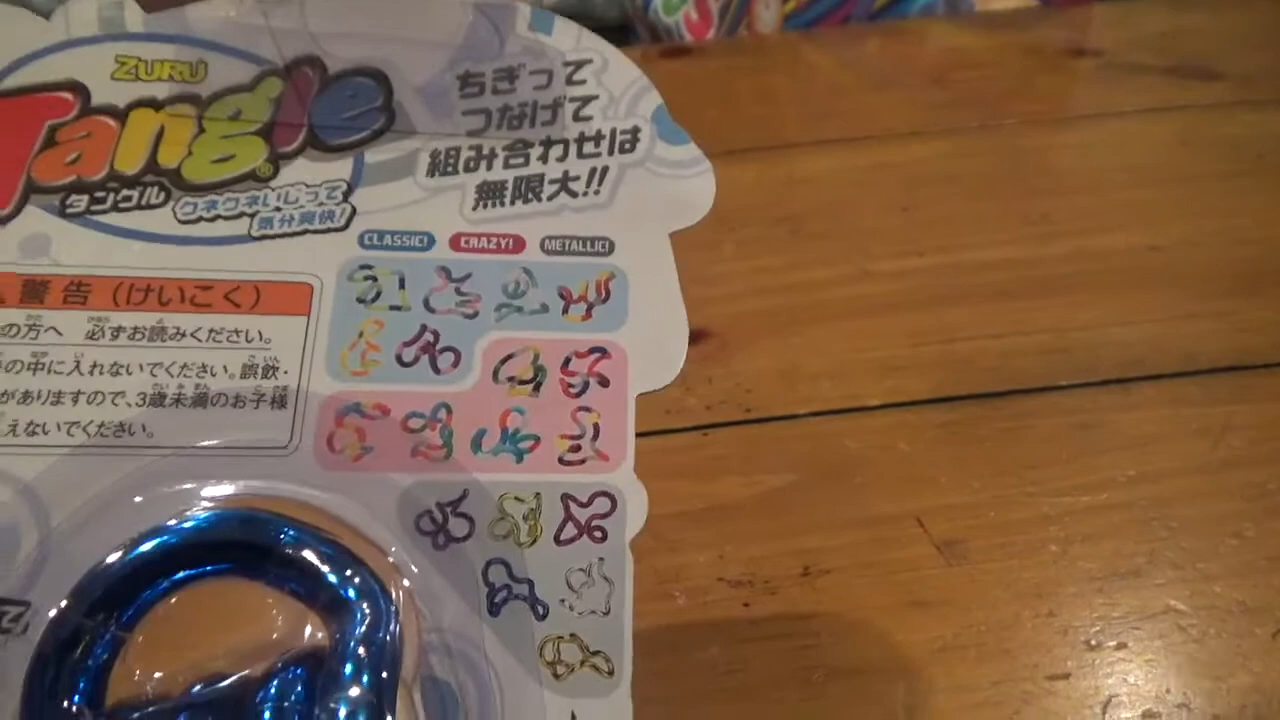 ZURU
Tangle®
タングル
クネクネいじって
気分爽快!
ちぎって
つなげて
組み合わせは
無限大!!
CLASSIC! CRAZY! METALLIC!
警告（けいこく）
の方へ 必ずお読みください。
の中に入れないでください。誤飲・
がありますので、3歳未満のお子様
えないでください。
て